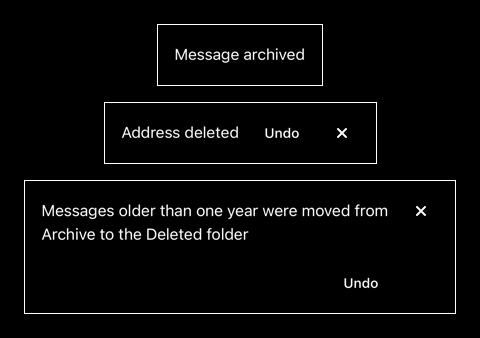 Message archived
Address deleted Undo
Messages older than one year were moved from
Archive to the Deleted folder
Undo